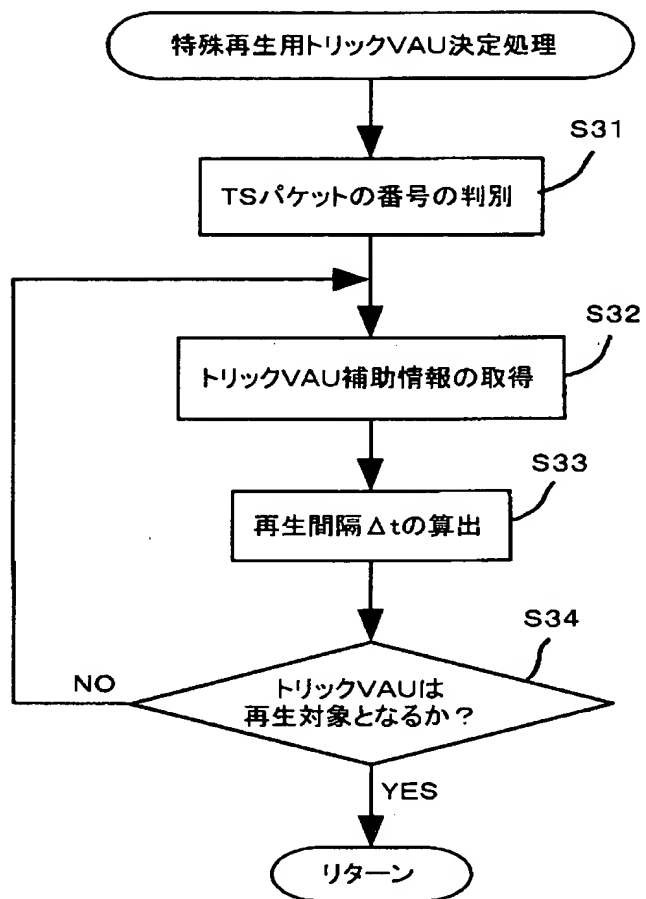 特殊再生用トリックVAU決定処理
S31
TSパケットの番号の判別
S32
トリックVAU補助情報の取得
S33
再生間隔Δtの算出
S34
トリックVAUは
再生対象となるか?
NO
YES
リターン